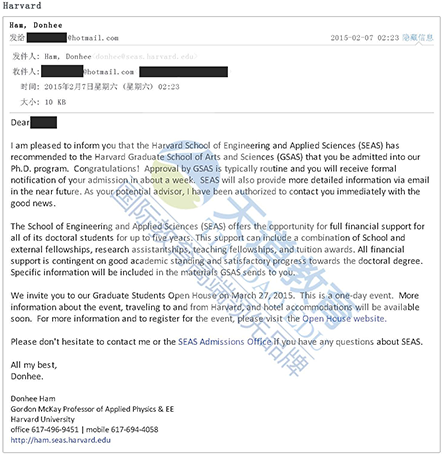 Harvard
Ham, Donhee
发给 @hotmail.com 2015-02-07 02:23 隐藏信息
发件人: Ham, Donhee (donhee@seas.harvard.edu)
收件人: @hotmail.com
时间: 2015年2月7日星期六 (星期六) 02:23
大小: 10 KB
Dear
I am pleased to inform you that the Harvard School of Engineering and Applied Sciences (SEAS) has
recommended to the Harvard Graduate School of Arts and Sciences (GSAS) that you be admitted into our
Ph.D. program. Congratulations! Approval by GSAS is typically routine and you will receive formal
notification of your admission in about a week. SEAS will also provide more detailed information via email
in the near future. As your potential advisor, I have been authorized to contact you immediately with the
good news.
The School of Engineering and Applied Sciences (SEAS) offers the opportunity for full financial support for
all of its doctoral students for up to five years. This support can include a combination of School and
external fellowships, research assistantships, teaching fellowships, and tuition awards. All financial
support is contingent on good academic standing and satisfactory progress towards the doctoral degree.
Specific information will be included in the materials GSAS sends to you.
We invite you to our Graduate Students Open House on March 27, 2015. This is a one-day event. More
information about the event, traveling to and from Harvard, and hotel accommodations will be available
soon. For more information and to register for the event, please visit the Open House website.
Please don't hesitate to contact me or the SEAS Admissions Office if you have any questions about SEAS.
All my best,
Donhee.
Donhee Ham
Gordon McKay Professor of Applied Physics & EE
Harvard University
office 617-496-9451 | mobile 617-694-4058
http://ham.seas.harvard.edu
天道教育
国际教育高端领先品牌